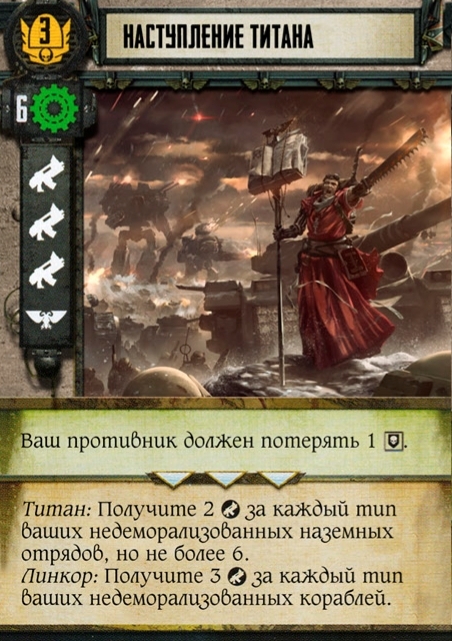 3
НАСТУПЛЕНИЕ ТИТАНА
6
Ваш противник должен потерять 1 .
Титан: Получите 2 за каждый тип
ваших недеморализованных наземных
отрядов, но не более 6.
Линкор: Получите 3 за каждый тип
ваших недеморализованных кораблей.